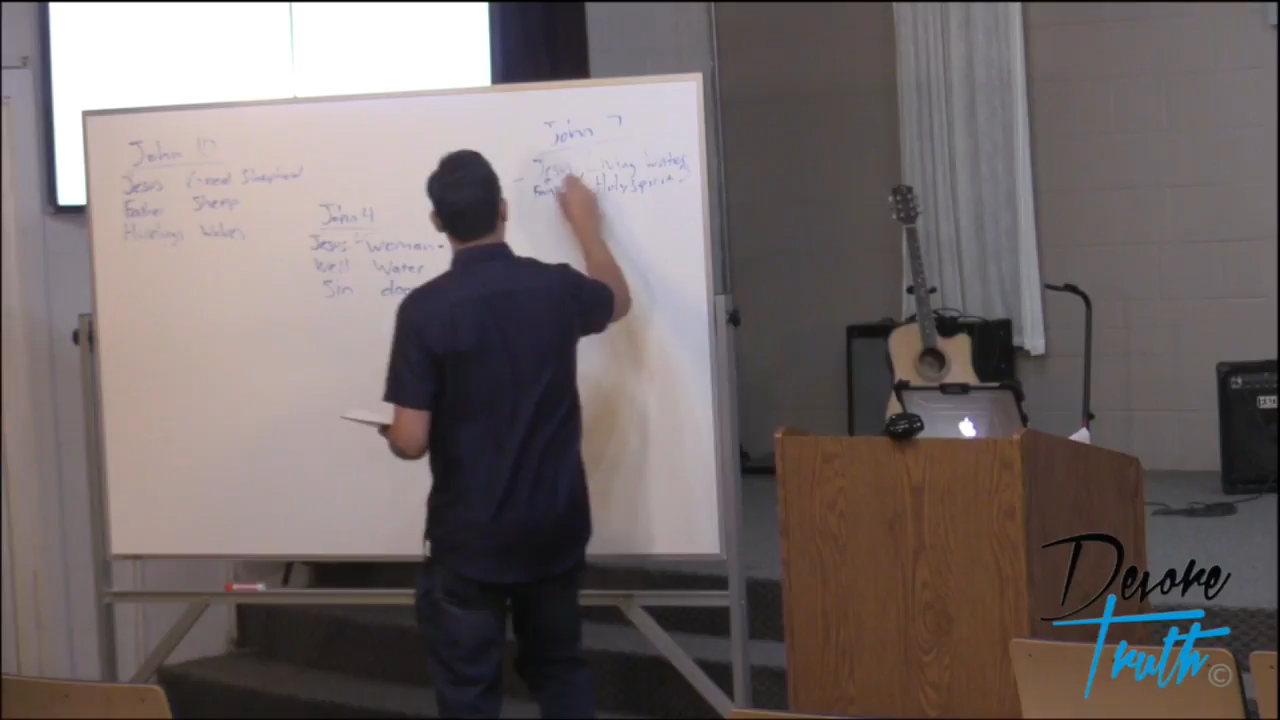 John 10
Jesus Good Shepherd
Father Sheep
Hirelings Wolves
John 4
Jesus woman
Well Water
Sin
John 7
Jesus Living Water
Holy Spirit
Devore
Truth ©